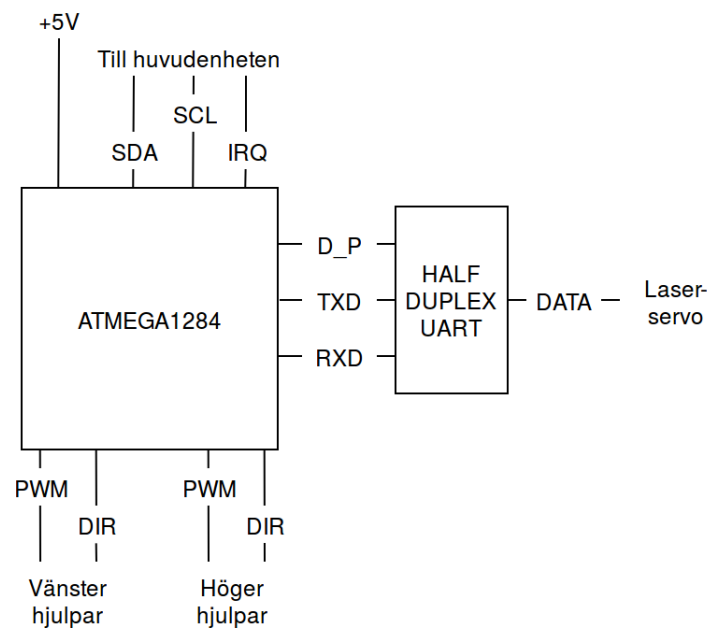 +5V
Till huvudenheten
SCL
SDA
IRQ
D_P
TXD
RXD
ATMEGA1284
HALF
DUPLEX
UART
DATA
Laser-
servo
PWM
DIR
PWM
DIR
Vänster
hjulpar
Höger
hjulpar